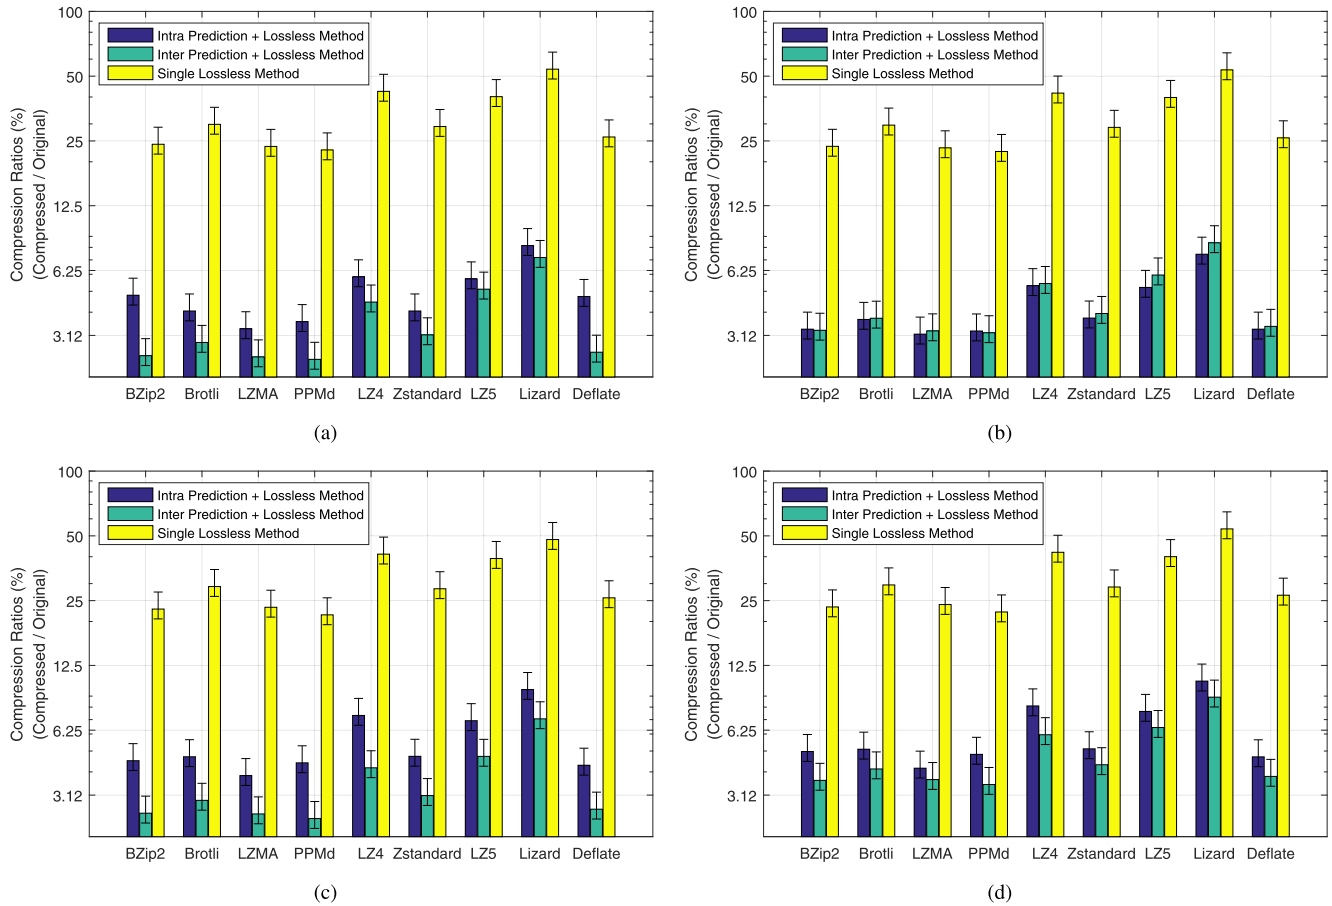 100
50
25
12.5
6.25
3.12
Compression Ratios (%)
(Compressed / Original)
Intra Prediction + Lossless Method
Inter Prediction + Lossless Method
Single Lossless Method
BZip2 Brotli LZMA PPMd LZ4 Zstandard LZ5 Lizard Deflate
(a)
100
50
25
12.5
6.25
3.12
Compression Ratios (%)
(Compressed / Original)
Intra Prediction + Lossless Method
Inter Prediction + Lossless Method
Single Lossless Method
BZip2 Brotli LZMA PPMd LZ4 Zstandard LZ5 Lizard Deflate
(b)
100
50
25
12.5
6.25
3.12
Compression Ratios (%)
(Compressed / Original)
Intra Prediction + Lossless Method
Inter Prediction + Lossless Method
Single Lossless Method
BZip2 Brotli LZMA PPMd LZ4 Zstandard LZ5 Lizard Deflate
(c)
100
50
25
12.5
6.25
3.12
Compression Ratios (%)
(Compressed / Original)
Intra Prediction + Lossless Method
Inter Prediction + Lossless Method
Single Lossless Method
BZip2 Brotli LZMA PPMd LZ4 Zstandard LZ5 Lizard Deflate
(d)